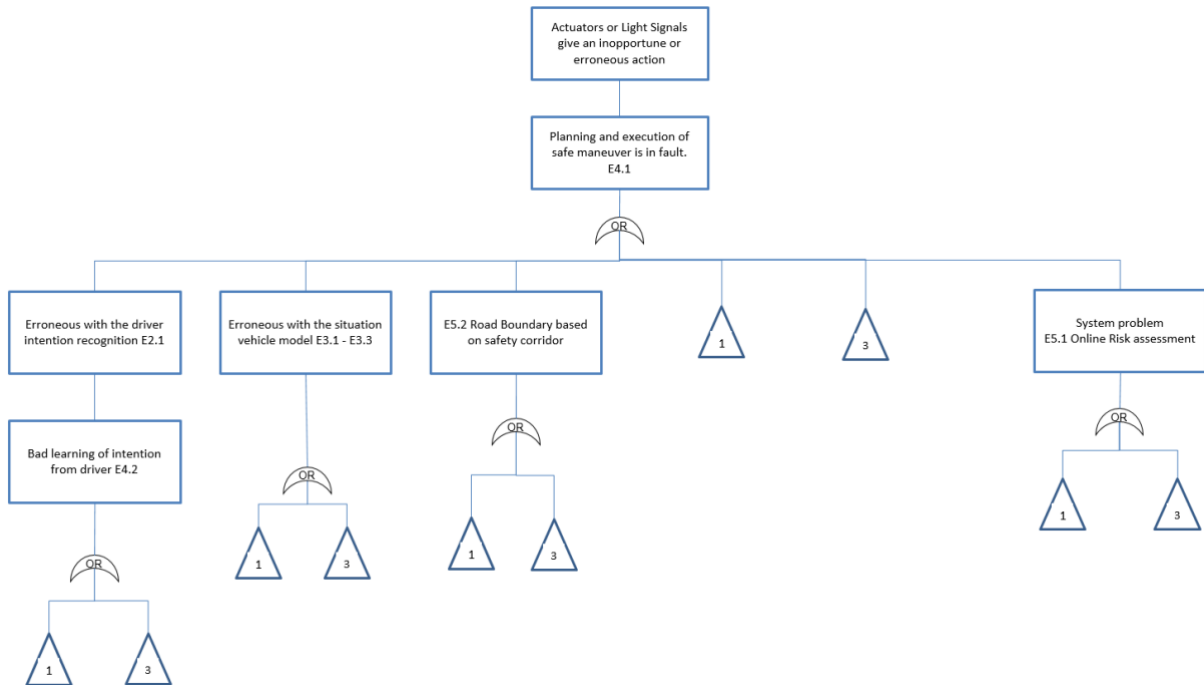 Actuators or Light Signals
give an inopportune or
erroneous action
Planning and execution of
safe maneuver is in fault.
E4.1
OR
Erroneous with the driver
intention recognition E2.1
Erroneous with the situation
vehicle model E3.1 - E3.3
E5.2 Road Boundary based
on safety corridor
1
3
System problem
E5.1 Online Risk assessment
Bad learning of intention
from driver E4.2
OR
OR
OR
OR
1
3
1
3
1
3
1
3